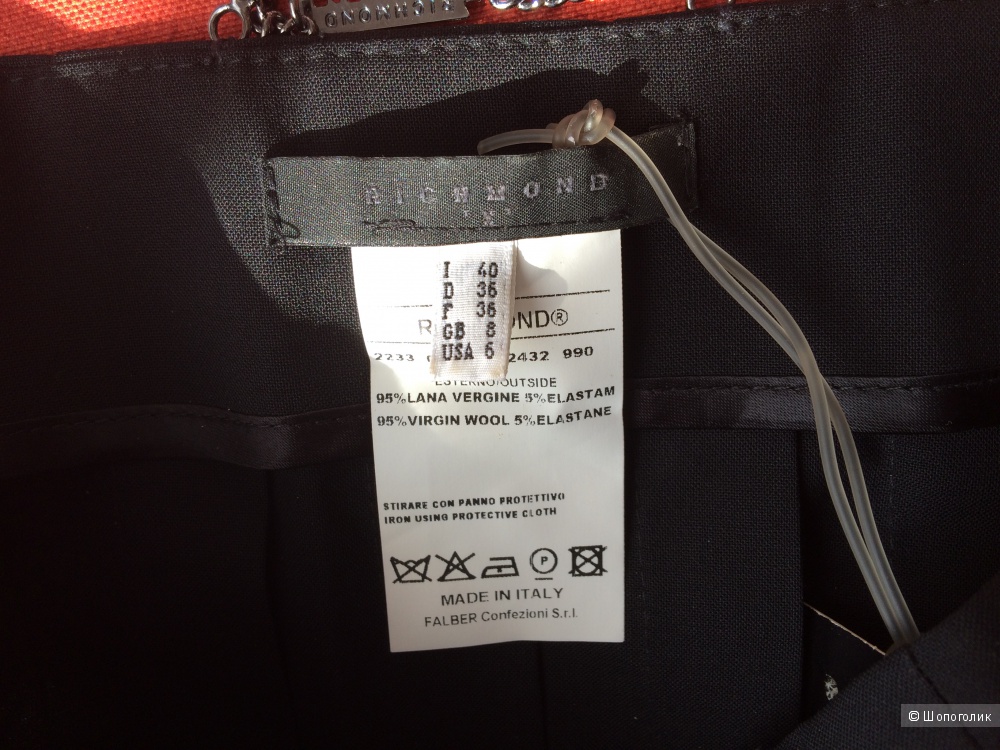 RICHMOND
RICHMOND
"X"
I 40
D 36
F 36
GB 8
USA 6
ND®
2233 2432 990
ESTERNO/OUTSIDE
95%LANA VERGINE 5%ELASTAM
95%VIRGIN WOOL 5%ELASTANE
STIRARE CON PANNO PROTETTIVO
IRON USING PROTECTIVE CLOTH
P
MADE IN ITALY
FALBER Confezioni S.r.l.
© Шопоголик